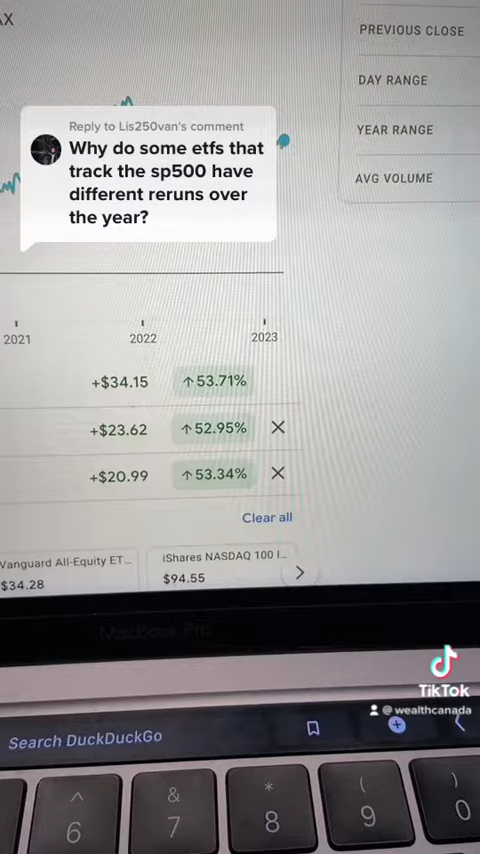 AX
PREVIOUS CLOSE
DAY RANGE
YEAR RANGE
AVG VOLUME
Reply to Lis250van's comment
Why do some etfs that
track the sp500 have
different reruns over
the year?
2021
2022
2023
+$34.15 ↑53.71%
+$23.62 ↑52.95% ×
+$20.99 ↑53.34% ×
Clear all
Vanguard All-Equity ET...
$34.28
iShares NASDAQ 100 I...
$94.55
>
MacBook Pro
TikTok
@wealthcanada
Search DuckDuckGo
^
6
&
7
*
8
(
9
)
0